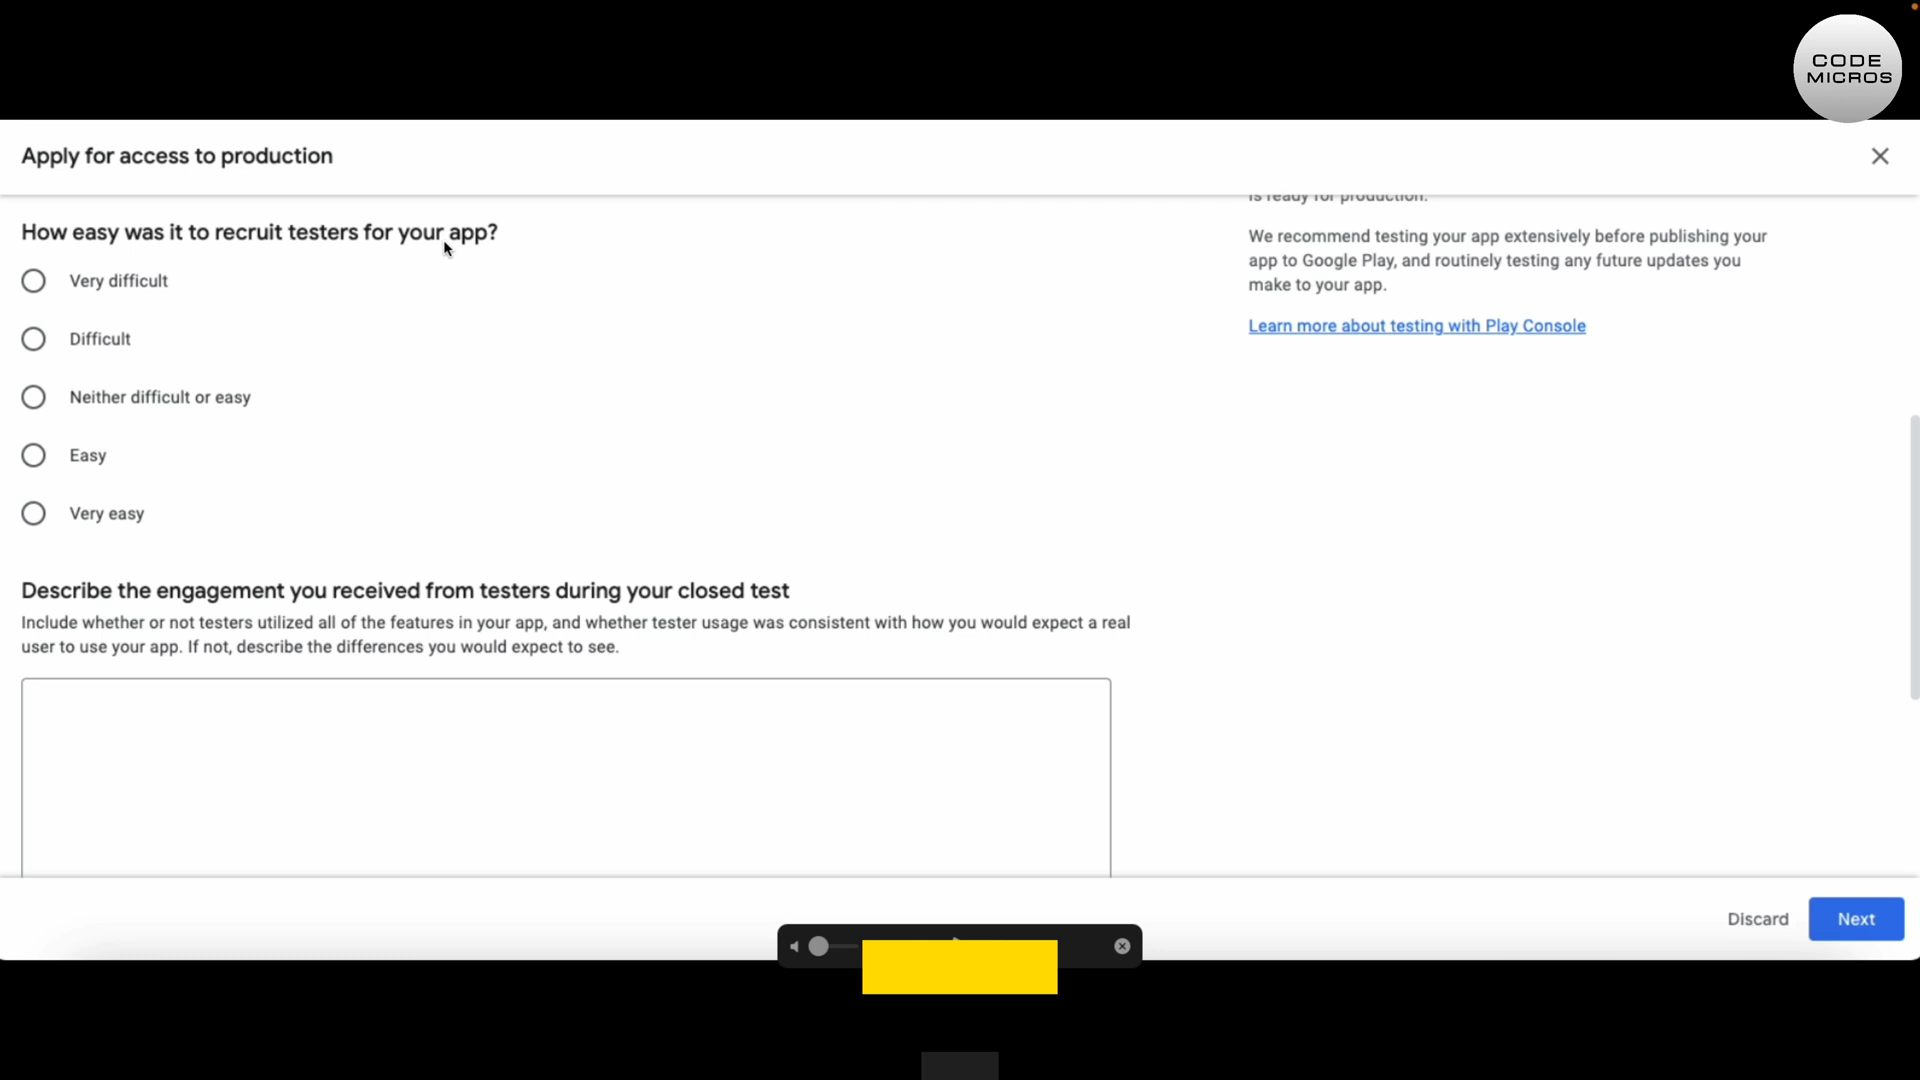 CODE
MICROS
Apply for access to production
is ready for production.
How easy was it to recruit testers for your app?
We recommend testing your app extensively before publishing your
app to Google Play, and routinely testing any future updates you
make to your app.
Very difficult
Learn more about testing with Play Console
Difficult
Neither difficult or easy
Easy
Very easy
Describe the engagement you received from testers during your closed test
Include whether or not testers utilized all of the features in your app, and whether tester usage was consistent with how you would expect a real
user to use your app. If not, describe the differences you would expect to see.
Discard
Next